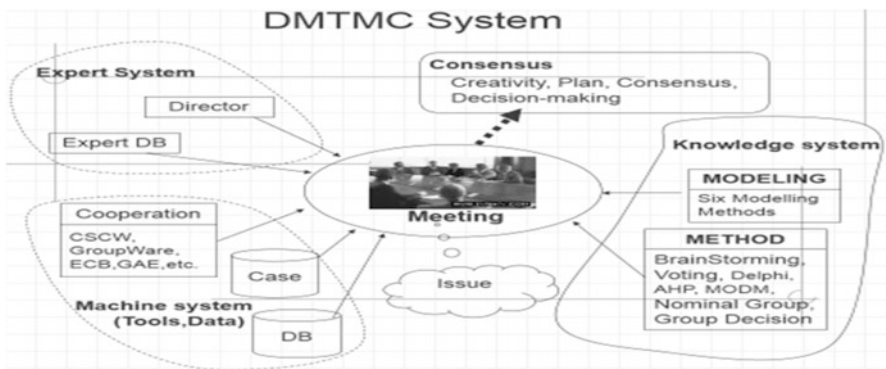 DMTMC System
Expert System
Director
Expert DB
Consensus
Creativity, Plan, Consensus,
Decision-making
Knowledge system
MODELING
Six Modelling
Methods
METHOD
BrainStorming,
Voting, Delphi,
AHP, MODM,
Nominal Group,
Group Decision
Meeting
Cooperation
CSCW,
GroupWare,
ECB,GAE,etc.
Case
Machine system
(Tools,Data)
DB
Issue